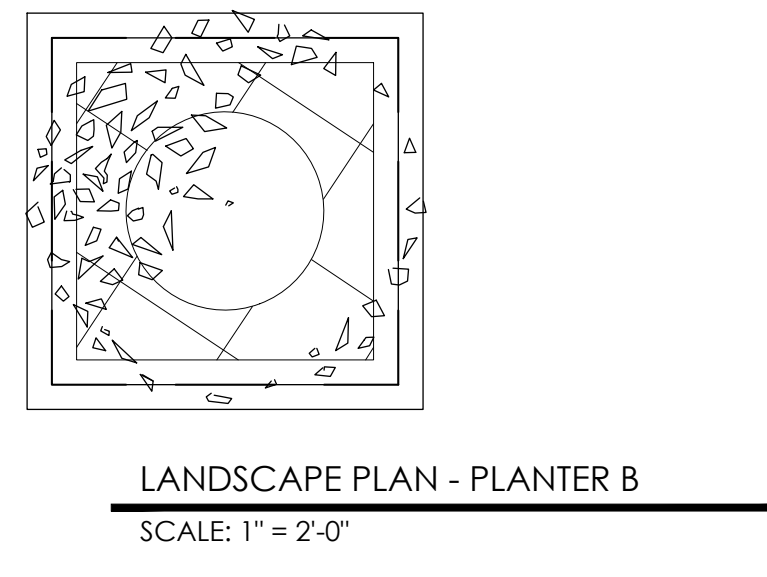 LANDSCAPE PLAN - PLANTER B
SCALE: 1" = 2'-0"